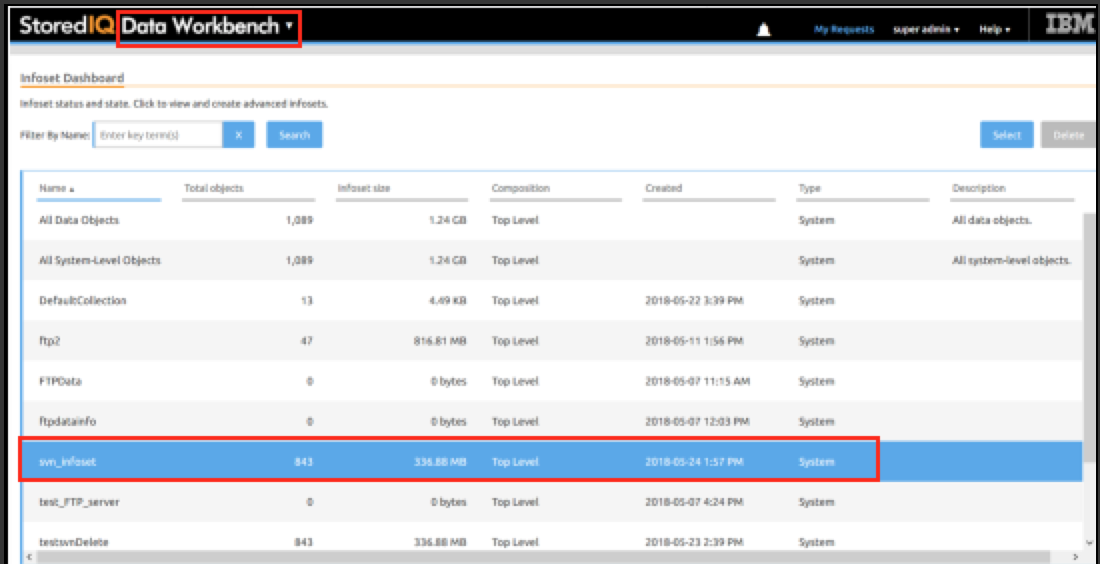 StoredIQ Data Workbench My Requests super admin Help IBM
Infoset Dashboard
Infoset status and state. Click to view and create advanced infosets.
Filter By Name: Enter key term(s) X Search Select Delete
Name Total objects Infoset size Composition Created Type Description
All Data Objects 1,089 1.24 GB Top Level System All data objects.
All System-Level Objects 1,089 1.24 GB Top Level System All system-level objects.
DefaultCollection 13 4.49 KB Top Level 2018-05-22 3:39 PM System
ftp2 47 816.81 MB Top Level 2018-05-11 1:56 PM System
FTPData 0 0 bytes Top Level 2018-05-07 11:15 AM System
ftpdatainfo 0 0 bytes Top Level 2018-05-07 12:03 PM System
svn_infoset 843 336.88 MB Top Level 2018-05-24 1:57 PM System
test_FTP_server 0 0 bytes Top Level 2018-05-07 4:24 PM System
testsvnDelete 843 336.88 MB Top Level 2018-05-23 2:39 PM System